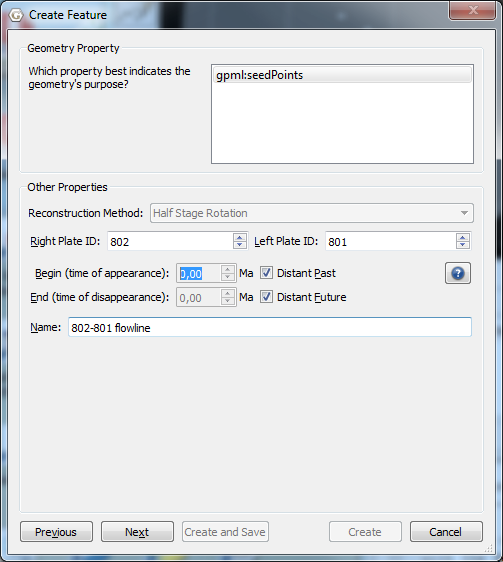 Create Feature
Geometry Property
Which property best indicates the
geometry's purpose?
gpml:seedPoints
Other Properties
Reconstruction Method: Half Stage Rotation
Right Plate ID: 802 Left Plate ID: 801
Begin (time of appearance): 0,00 Ma Distant Past
End (time of disappearance): 0,00 Ma Distant Future
Name: 802-801 flowline
Previous Next Create and Save Create Cancel